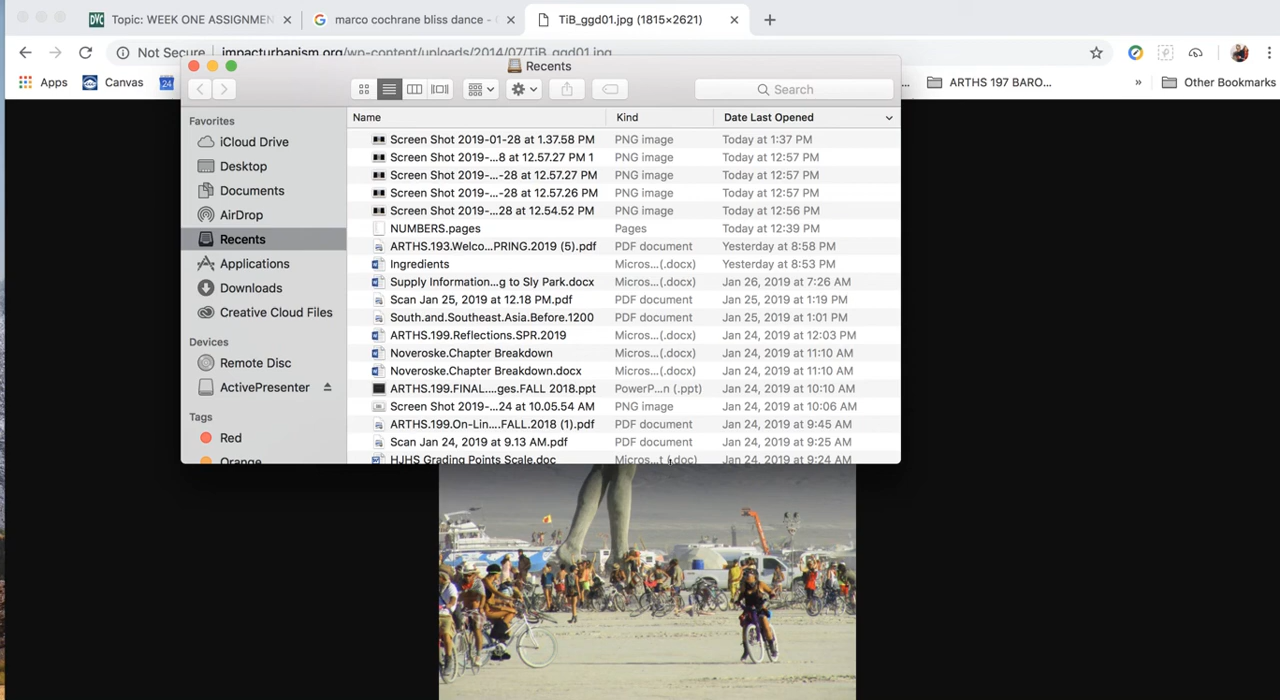 Topic: WEEK ONE ASSIGNMEN
marco cochrane bliss dance -
TiB_ggd01.jpg (1815×2621)
Not Secure impacturbanism.org/wp-content/uploads/2014/07/TiB_ggd01.jpg
Apps Canvas 24 ARTHS 197 BARO... » Other Bookmarks
Recents
Search
Favorites
iCloud Drive
Desktop
Documents
AirDrop
Recents
Applications
Downloads
Creative Cloud Files
Devices
Remote Disc
ActivePresenter
Tags
Red
Orange
Name Kind Date Last Opened
Screen Shot 2019-01-28 at 1.37.58 PM PNG image Today at 1:37 PM
Screen Shot 2019-...8 at 12.57.27 PM 1 PNG image Today at 12:57 PM
Screen Shot 2019-...-28 at 12.57.27 PM PNG image Today at 12:57 PM
Screen Shot 2019-...-28 at 12.57.26 PM PNG image Today at 12:57 PM
Screen Shot 2019-...28 at 12.54.52 PM PNG image Today at 12:56 PM
NUMBERS.pages Pages Today at 12:39 PM
ARTHS.193.Welco...PRING.2019 (5).pdf PDF document Yesterday at 8:58 PM
Ingredients Micros...(.docx) Yesterday at 8:53 PM
Supply Information...g to Sly Park.docx Micros...(.docx) Jan 26, 2019 at 7:26 AM
Scan Jan 25, 2019 at 12.18 PM.pdf PDF document Jan 25, 2019 at 1:19 PM
South.and.Southeast.Asia.Before.1200 PDF document Jan 25, 2019 at 1:01 PM
ARTHS.199.Reflections.SPR.2019 Micros...(.docx) Jan 24, 2019 at 12:03 PM
Noveroske.Chapter Breakdown Micros...(.docx) Jan 24, 2019 at 11:10 AM
Noveroske.Chapter Breakdown.docx Micros...(.docx) Jan 24, 2019 at 11:10 AM
ARTHS.199.FINAL....ges.FALL 2018.ppt PowerP...n (.ppt) Jan 24, 2019 at 10:10 AM
Screen Shot 2019-...24 at 10.05.54 AM PNG image Jan 24, 2019 at 10:06 AM
ARTHS.199.On-Lin....FALL.2018 (1).pdf PDF document Jan 24, 2019 at 9:45 AM
Scan Jan 24, 2019 at 9.13 AM.pdf PDF document Jan 24, 2019 at 9:25 AM
HJHS Grading Points Scale.doc Micros...t (.doc) Jan 24, 2019 at 9:24 AM